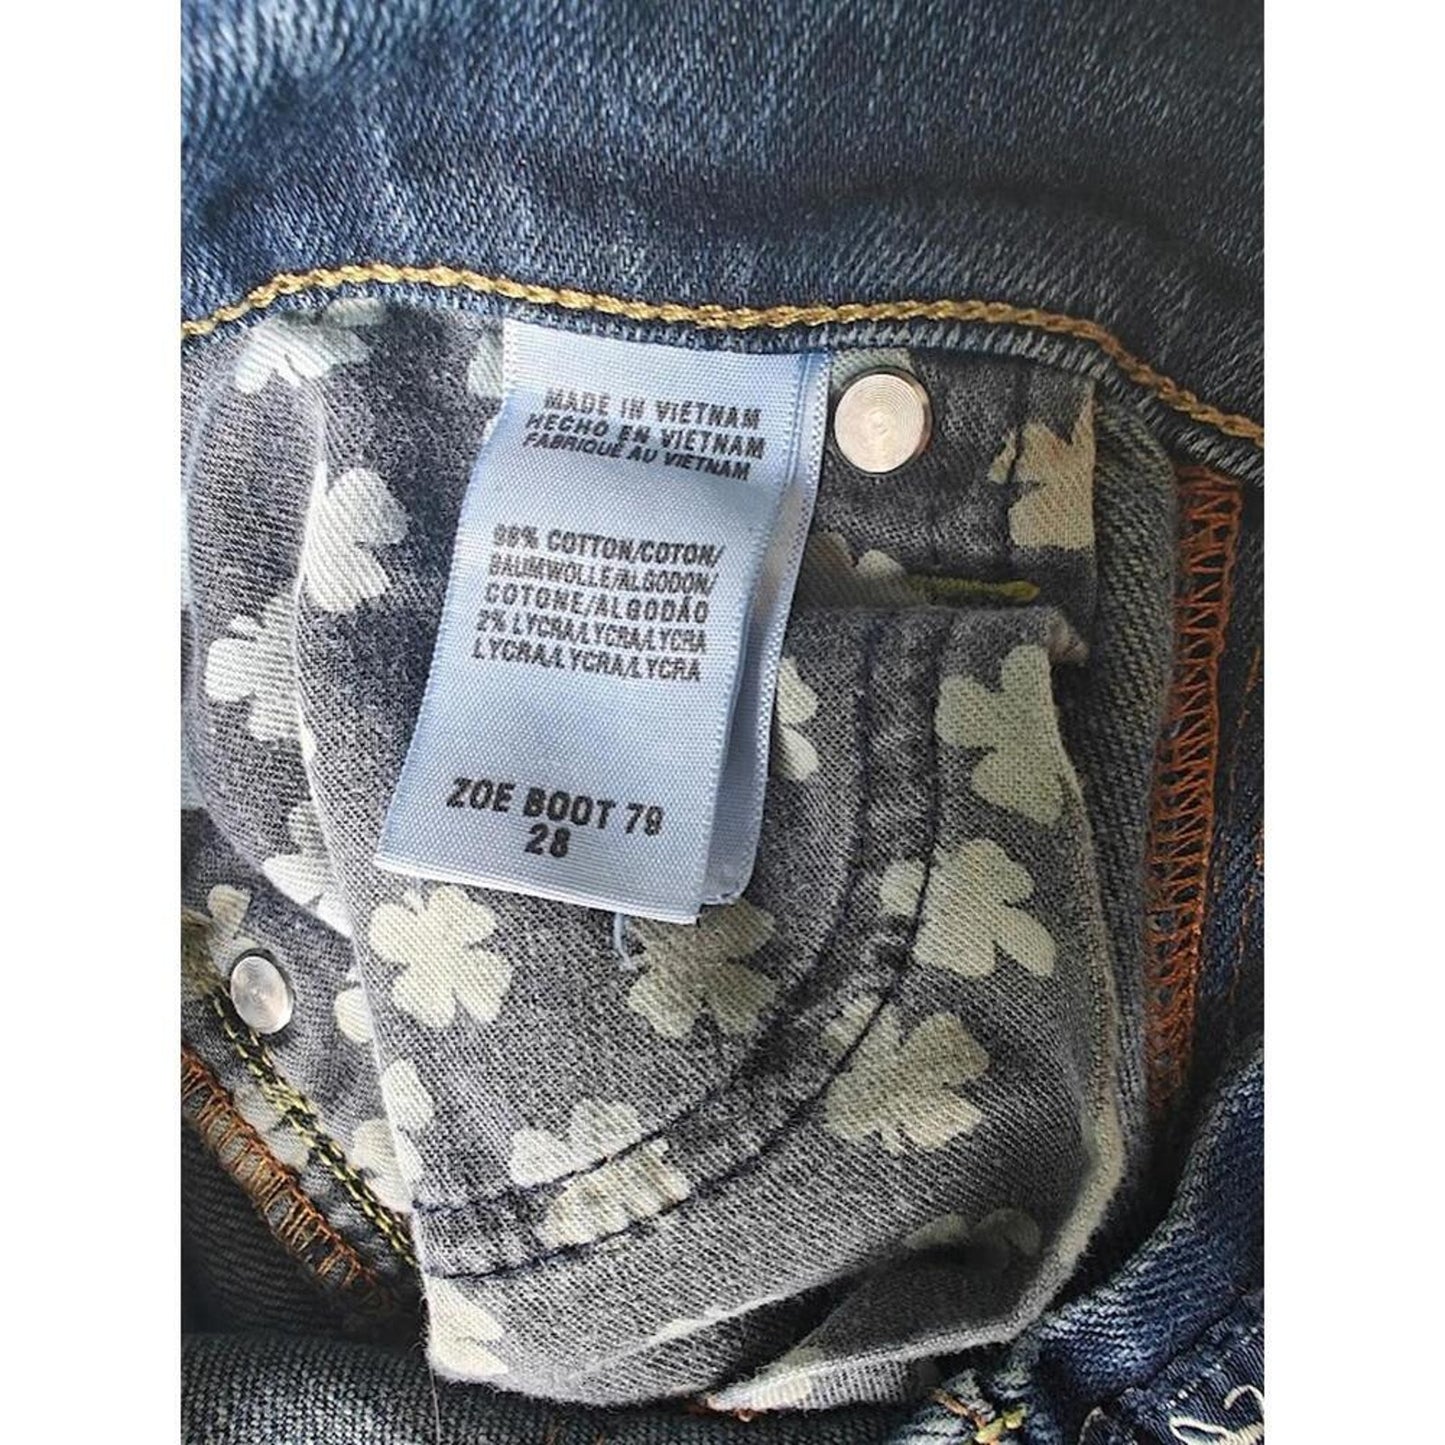 MADE IN VIETNAM
HECHO EN VIETNAM
FABRIQUÉ AU VIETNAM
98% COTTON/COTON/
BAUMWOLLE/ALGODON/
COTONE/ALGODÃO
2% LYCRA/LYCRA/LYCRA
LYCRA/LYCRA/LYCRA
ZOE BOOT 79
28